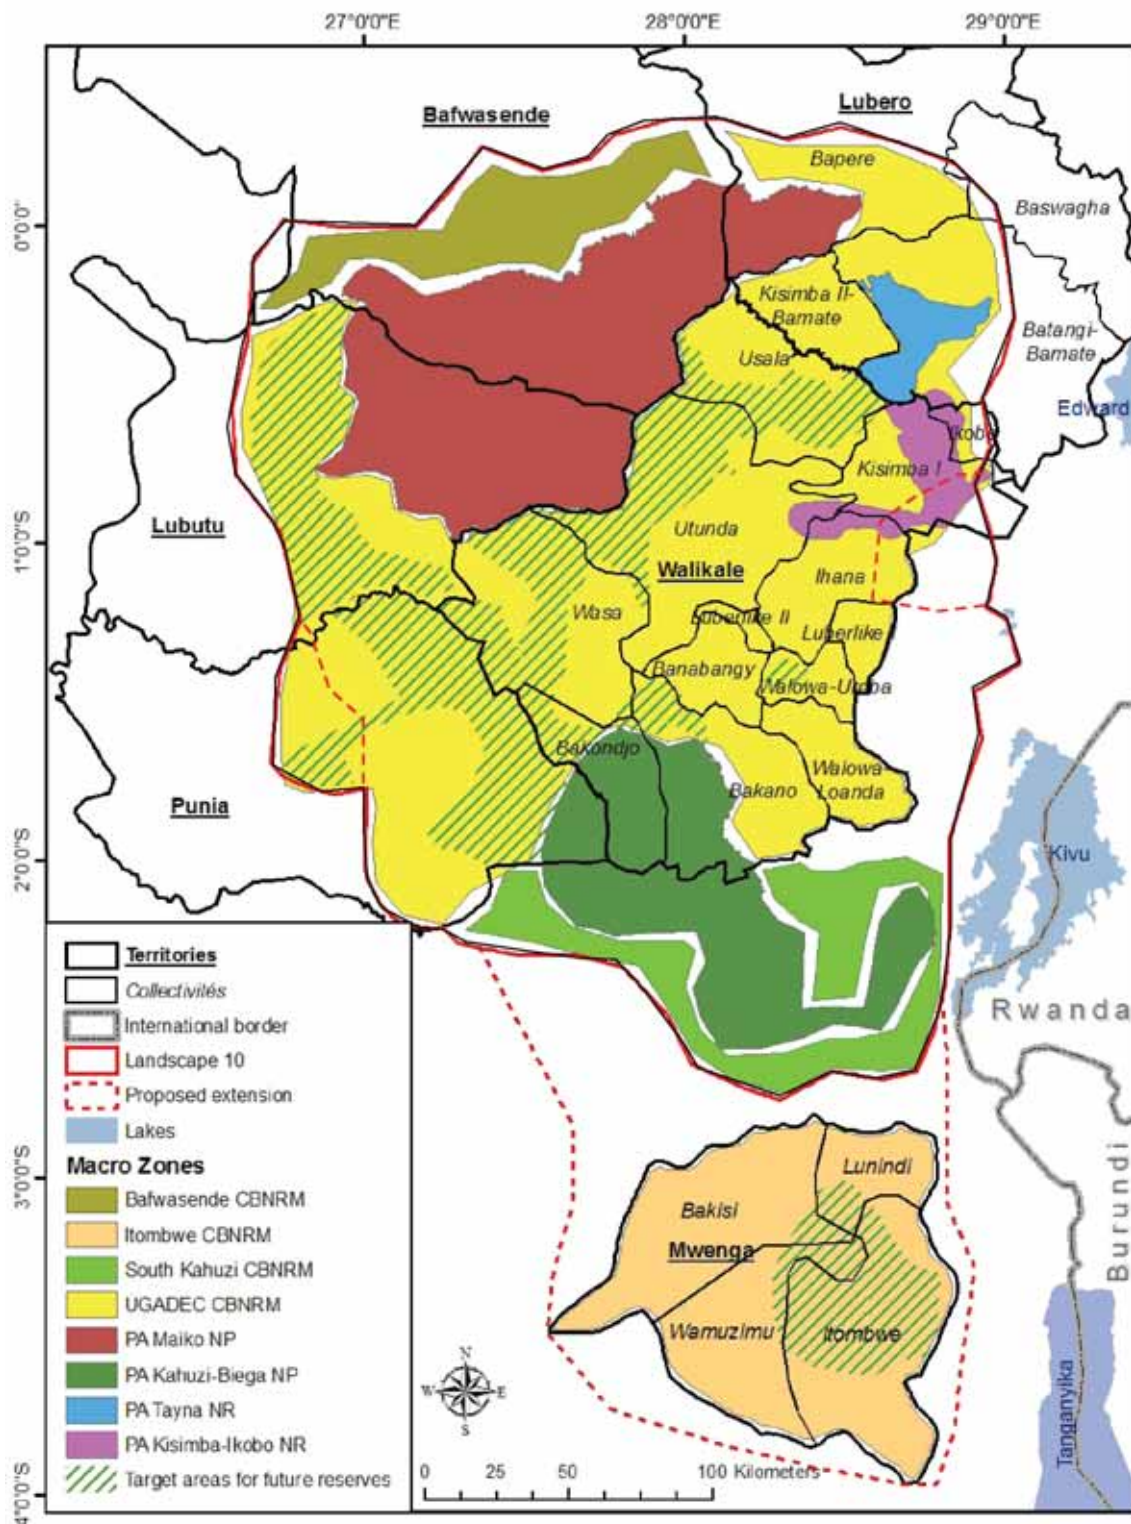 27°0'0"E
28°0'0"E
29°0'0"E
Bafwasende
Lubero
Bapere
Baswagha
0°0'0"
Kisimba II-
Bamate
Batangi-
Bamate
Usala
Edward
Ikobo
Kisimba I
Lubutu
1°0'0"S
Utunda
Walikale
Ihana
Wasa
Luberlike II
Luberlike I
Banabangy
Walowa-Uroba
Bakondjo
Walowa-
Loanda
Bakano
Punia
2°0'0"S
Kivu
Rwanda
Territories
Collectivités
International border
Landscape 10
Proposed extension
Lakes
Macro Zones
Bafwasende CBNRM
Itombwe CBNRM
South Kahuzi CBNRM
UGADEC CBNRM
PA Maiko NP
PA Kahuzi-Biega NP
PA Tayna NR
PA Kisimba-Ikobo NR
Target areas for future reserves
3°0'0"S
4°0'0"S
Lunindi
Bakisi
Mwenga
Wamuzimu
Itombwe
Burundi
Tanganyika
N
W
E
S
0 25 50 100 Kilometers